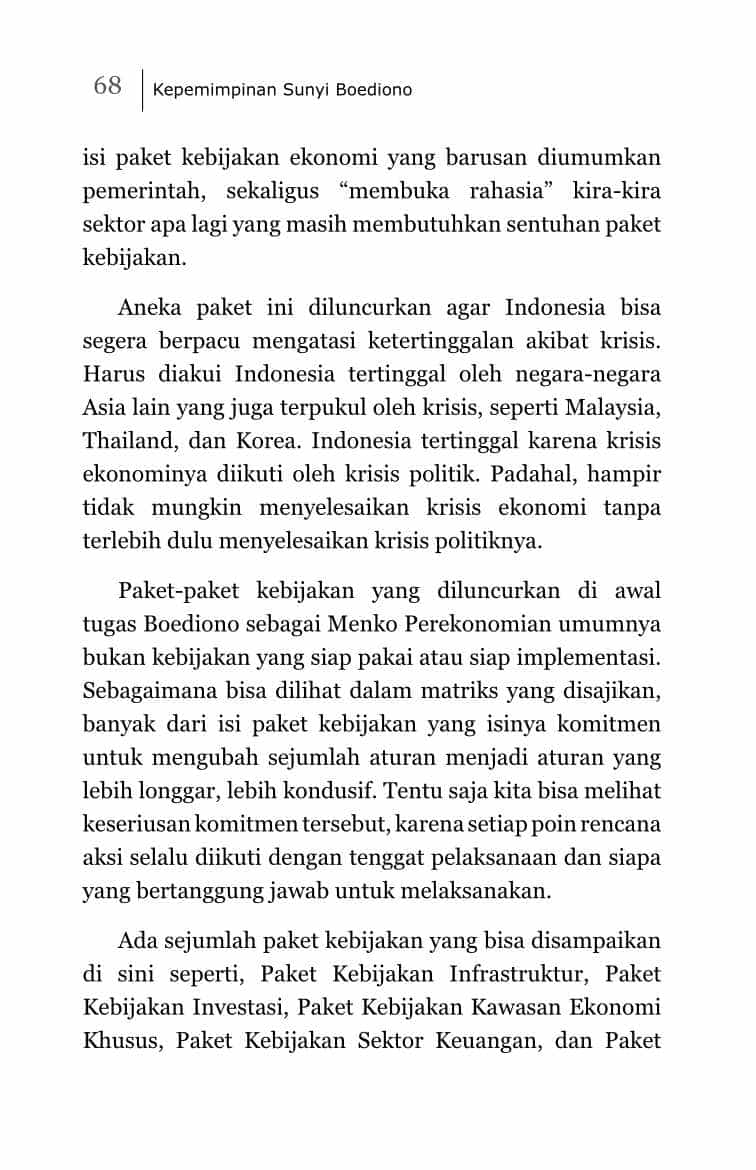 68
Kepemimpinan Sunyi Boediono
isi paket kebijakan ekonomi yang barusan diumumkan
pemerintah, sekaligus “membuka rahasia” kira-kira
sektor apa lagi yang masih membutuhkan sentuhan paket
kebijakan.
Aneka paket ini diluncurkan agar Indonesia bisa
segera berpacu mengatasi ketertinggalan akibat krisis.
Harus diakui Indonesia tertinggal oleh negara-negara
Asia lain yang juga terpukul oleh krisis, seperti Malaysia,
Thailand, dan Korea. Indonesia tertinggal karena krisis
ekonominya diikuti oleh krisis politik. Padahal, hampir
tidak mungkin menyelesaikan krisis ekonomi tanpa
terlebih dulu menyelesaikan krisis politiknya.
Paket-paket kebijakan yang diluncurkan di awal
tugas Boediono sebagai Menko Perekonomian umumnya
bukan kebijakan yang siap pakai atau siap implementasi.
Sebagaimana bisa dilihat dalam matriks yang disajikan,
banyak dari isi paket kebijakan yang isinya komitmen
untuk mengubah sejumlah aturan menjadi aturan yang
lebih longgar, lebih kondusif. Tentu saja kita bisa melihat
keseriusan komitmen tersebut, karena setiap poin rencana
aksi selalu diikuti dengan tenggat pelaksanaan dan siapa
yang bertanggung jawab untuk melaksanakan.
Ada sejumlah paket kebijakan yang bisa disampaikan
di sini seperti, Paket Kebijakan Infrastruktur, Paket
Kebijakan Investasi, Paket Kebijakan Kawasan Ekonomi
Khusus, Paket Kebijakan Sektor Keuangan, dan Paket